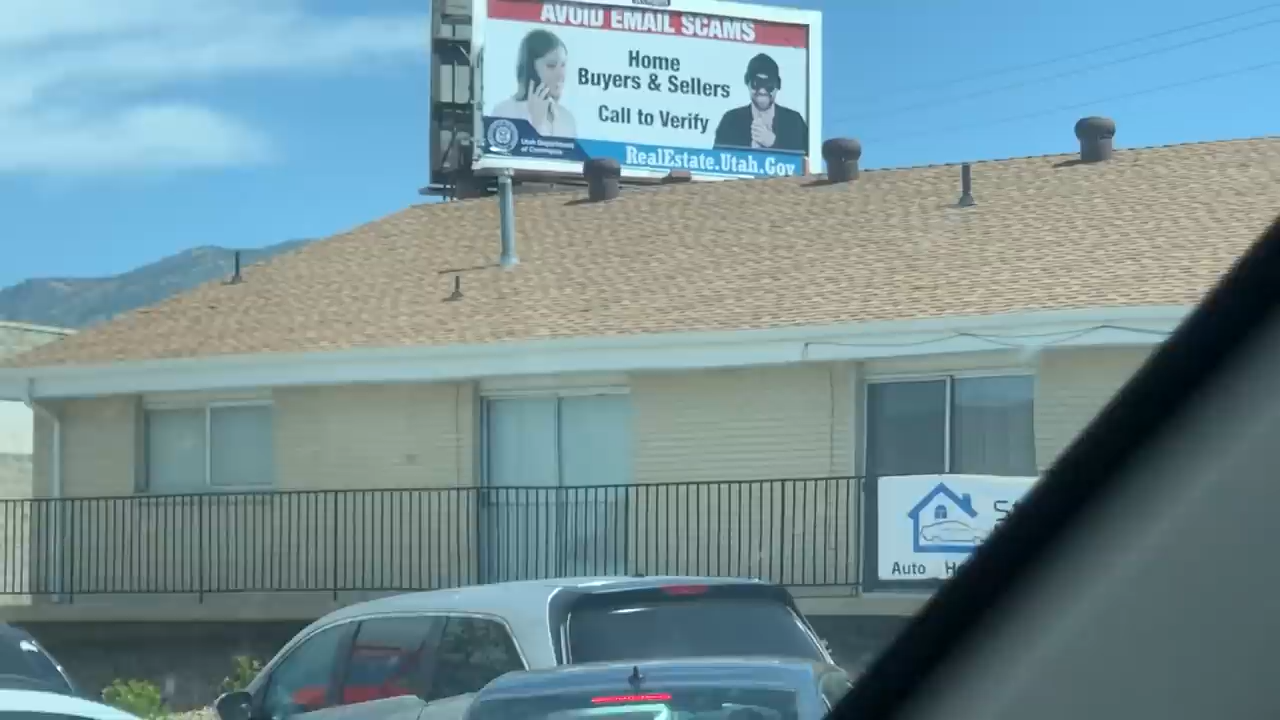 AVOID EMAIL SCAMS
Home
Buyers & Sellers
Call to Verify
Utah Department
of Commerce
RealEstate.Utah.Gov
Auto